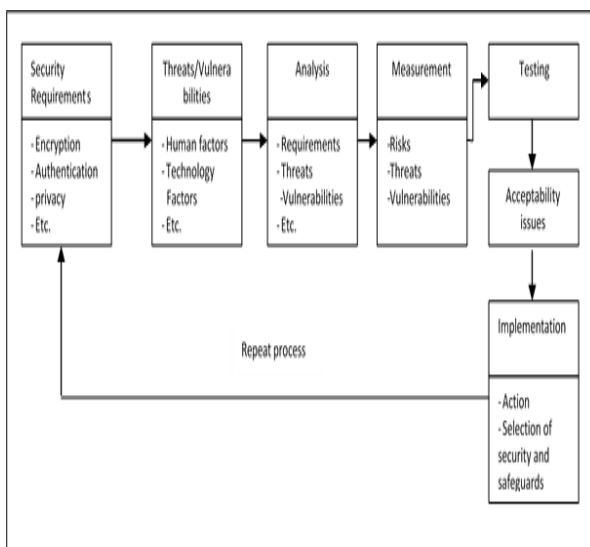 Security
Requirements
-Encryption
-Authentication
-privacy
-Etc.
Threats/Vulnera
bilities
-Human factors
-Technology
Factors
-Etc.
Analysis
-Requirements
-Threats
-Vulnerabilities
-Etc.
Measurement
-Risks
-Threats
-Vulnerabilities
Testing
Acceptability
issues
Implementation
-Action
-Selection of
security and
safeguards
Repeat process